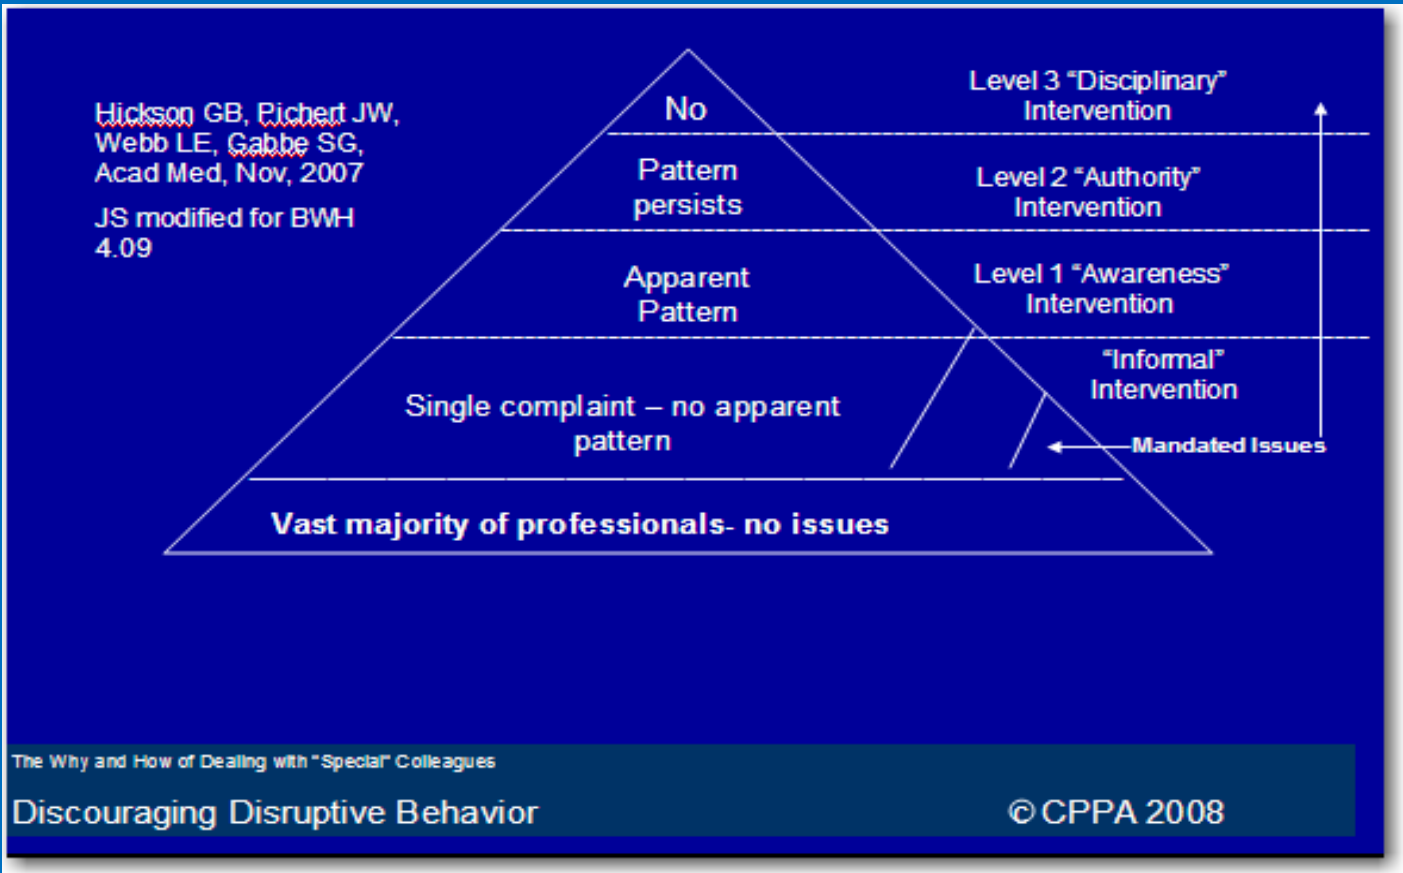 Hickson GB, Pichert JW,
Webb LE, Gabbe SG,
Acad Med, Nov, 2007
JS modified for BWH
4.09
No
Pattern
persists
Apparent
Pattern
Single complaint – no apparent
pattern
Vast majority of professionals- no issues
Level 3 “Disciplinary”
Intervention
Level 2 “Authority”
Intervention
Level 1 “Awareness”
Intervention
“Informal”
Intervention
Mandated Issues
The Why and How of Dealing with "Special" Colleagues
Discouraging Disruptive Behavior
© CPPA 2008